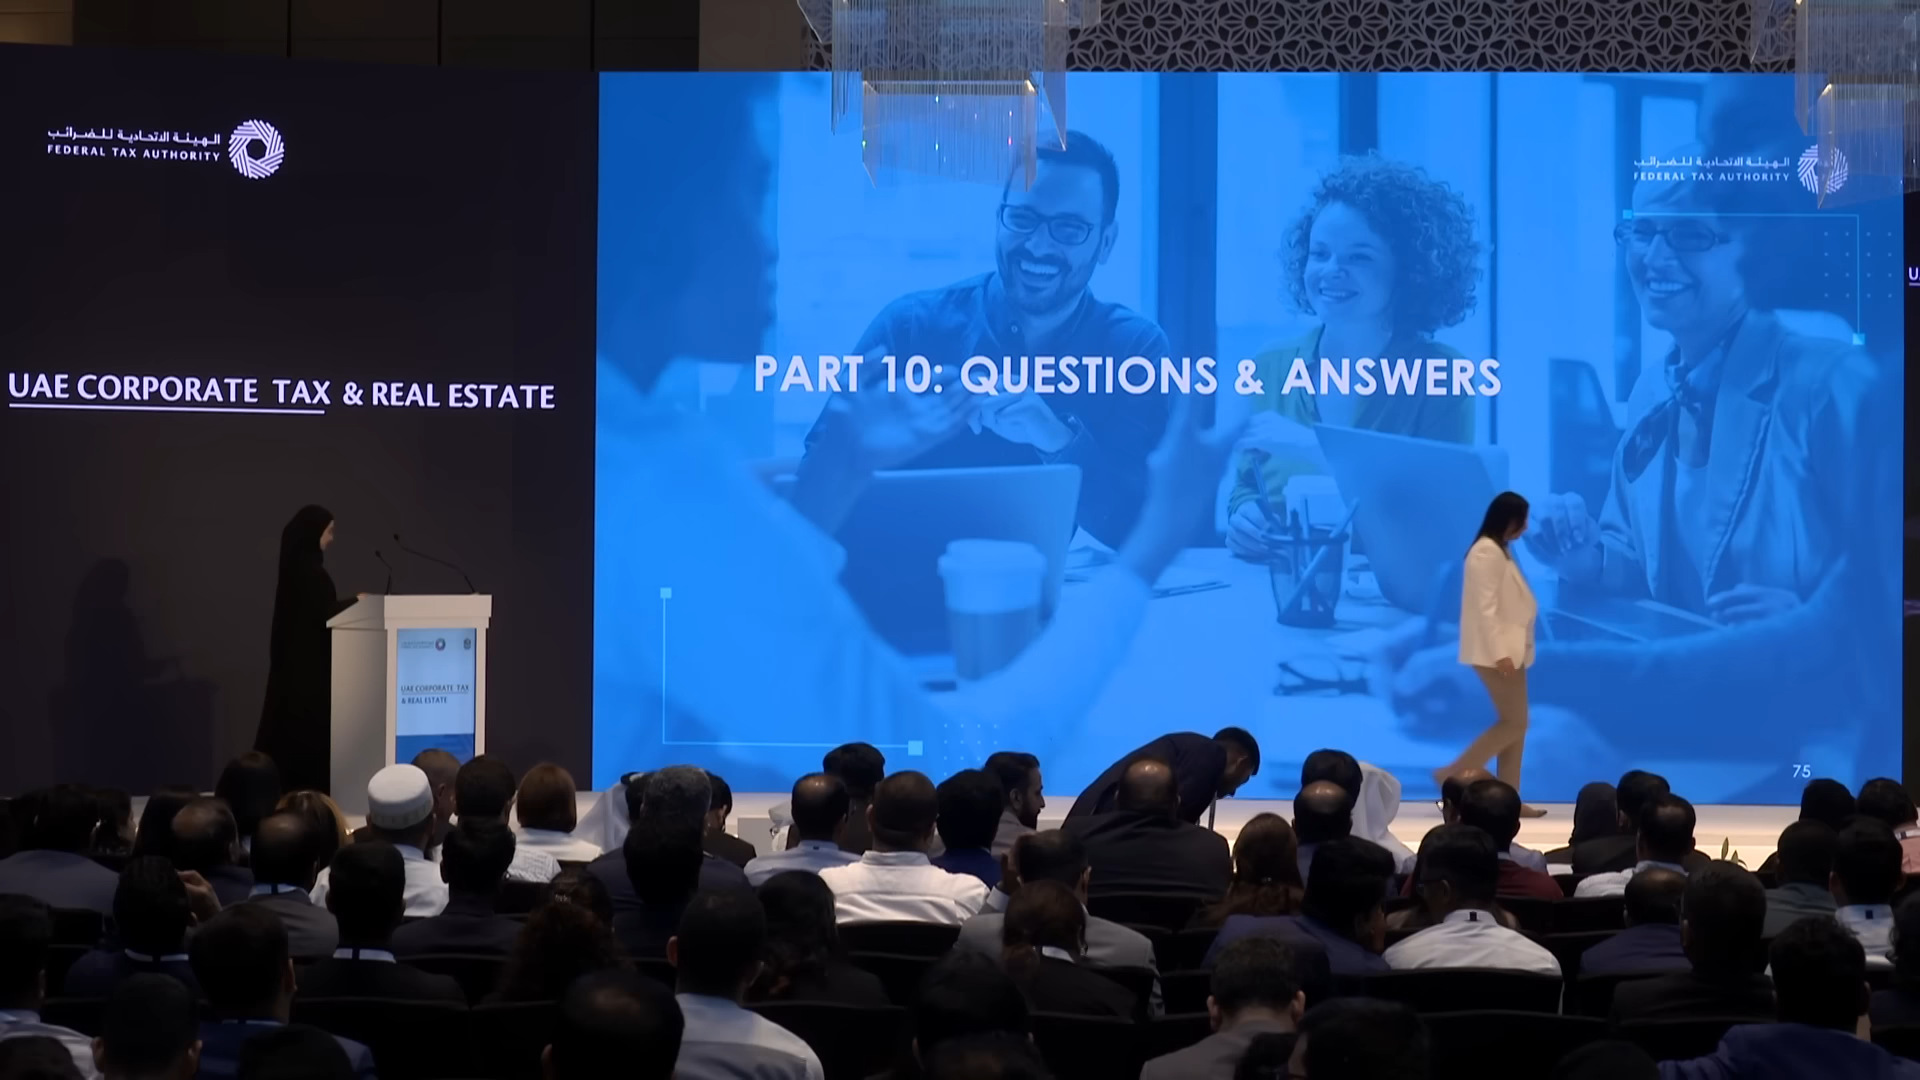 الهيئة الاتحادية للضرائب
FEDERAL TAX AUTHORITY
UAE CORPORATE TAX & REAL ESTATE
الهيئة الاتحادية للضرائب
FEDERAL TAX AUTHORITY
PART 10: QUESTIONS & ANSWERS
75
UAE CORPORATE TAX
& REAL ESTATE